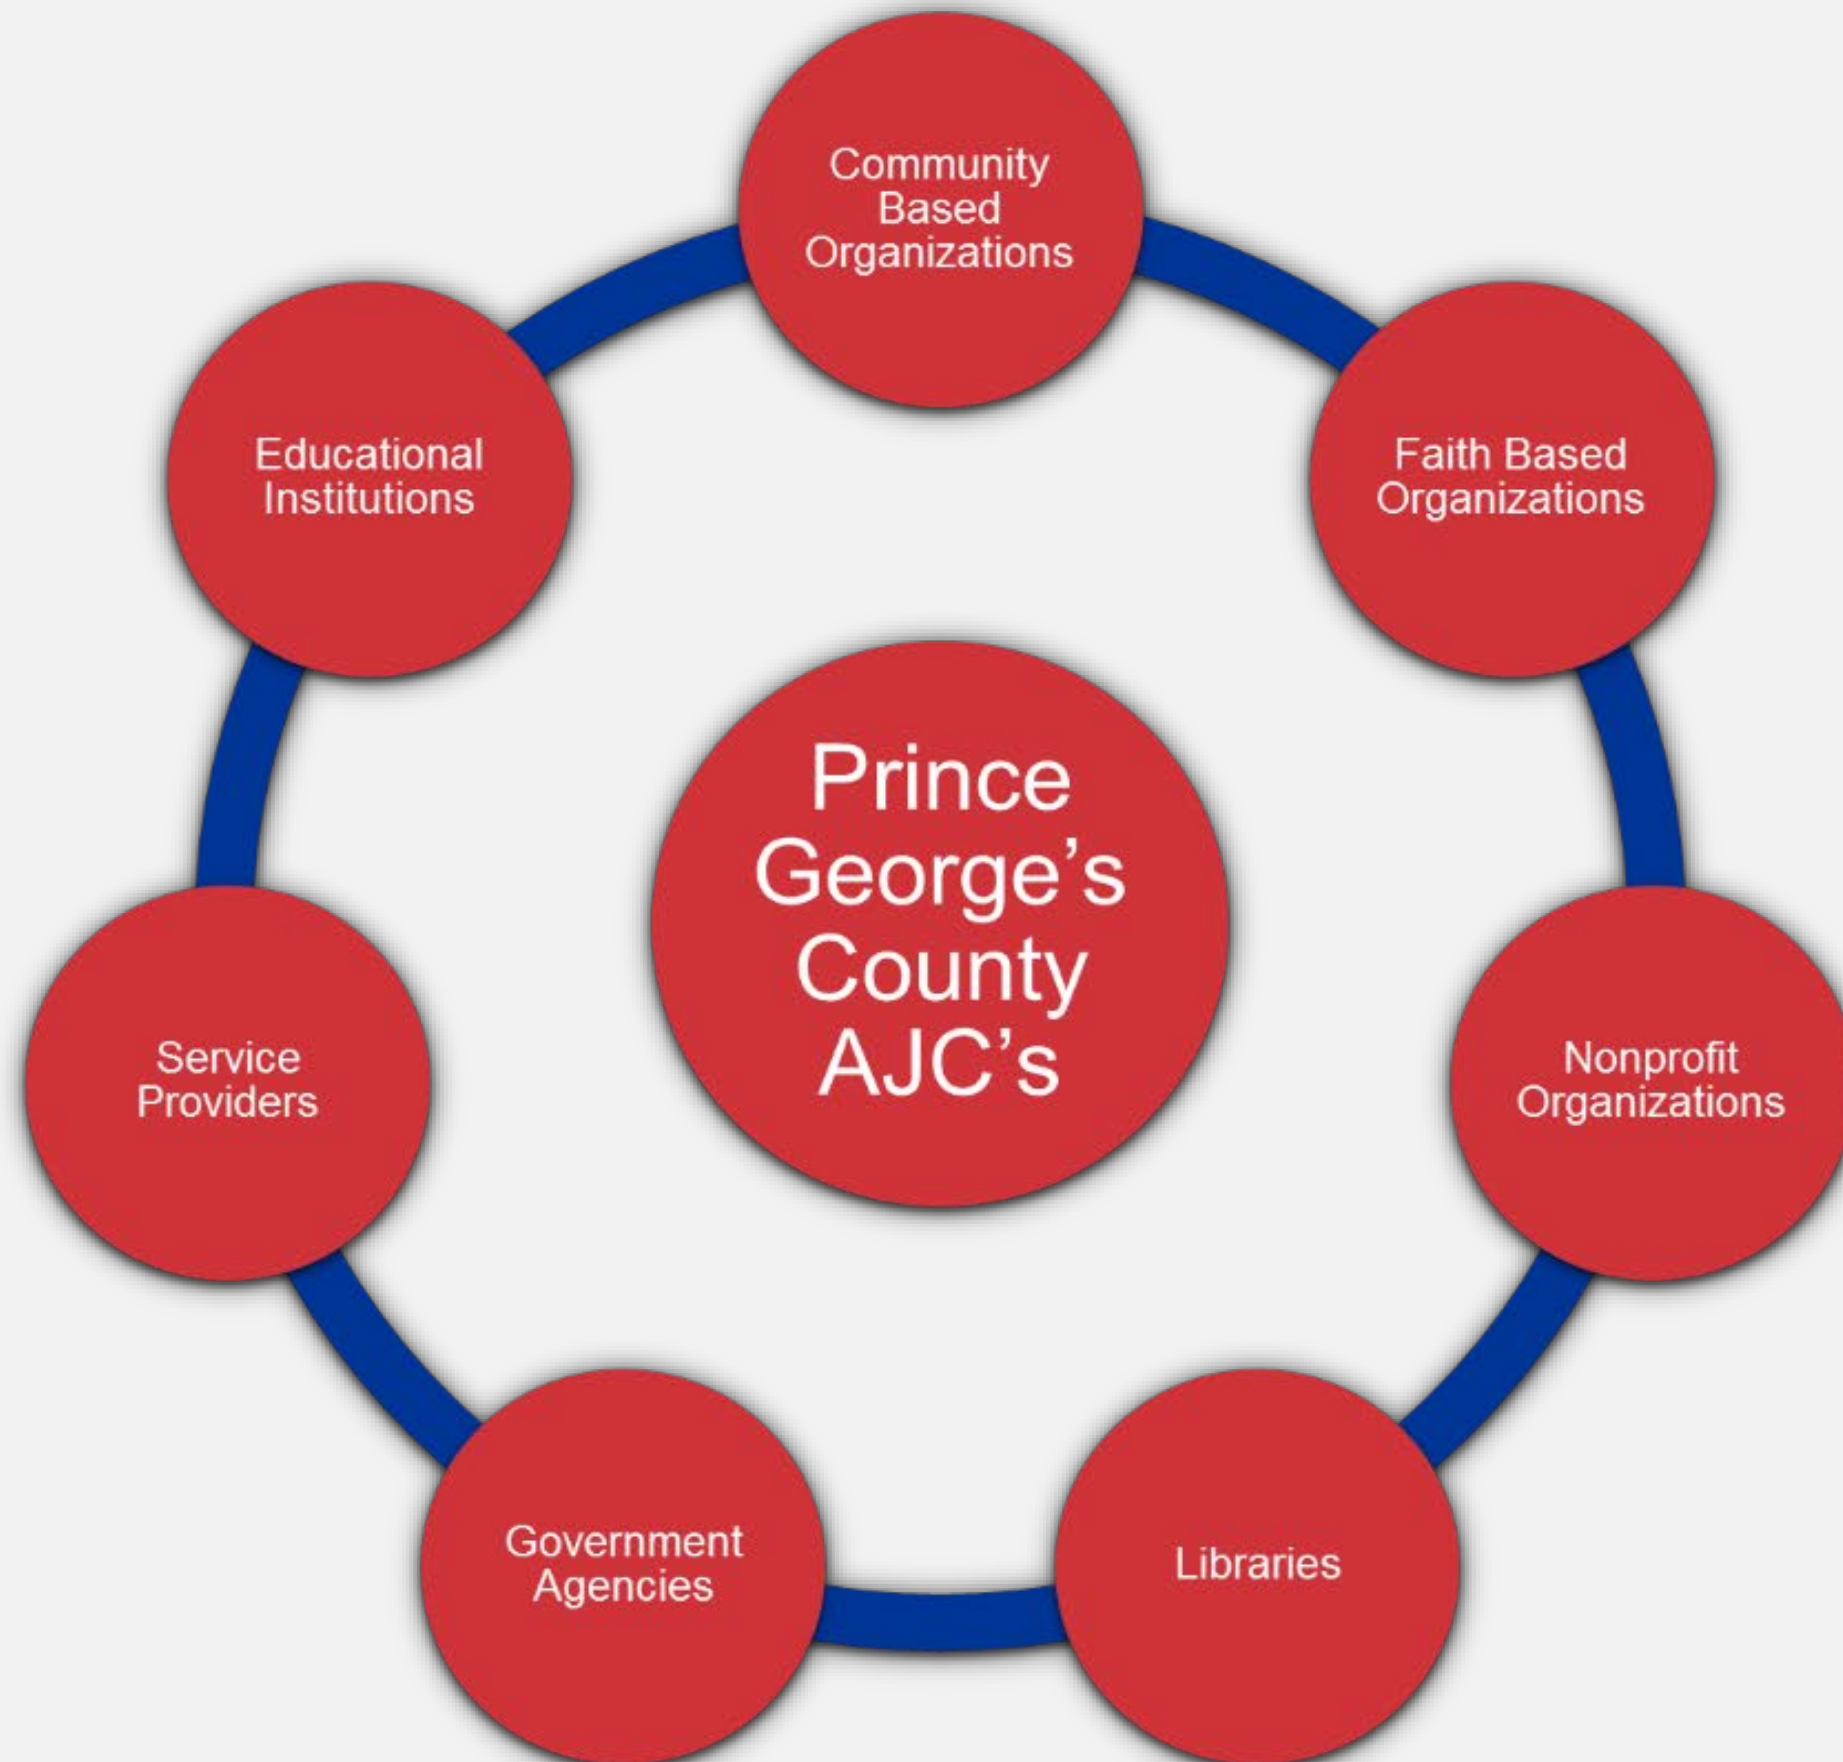 Community
Based
Organizations
Faith Based
Organizations
Nonprofit
Organizations
Libraries
Government
Agencies
Service
Providers
Educational
Institutions
Prince
George’s
County
AJC’s